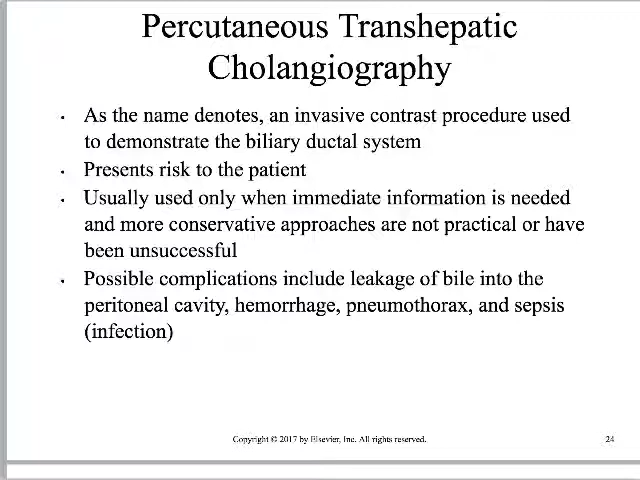 Percutaneous Transhepatic
Cholangiography
• As the name denotes, an invasive contrast procedure used
to demonstrate the biliary ductal system
• Presents risk to the patient
• Usually used only when immediate information is needed
and more conservative approaches are not practical or have
been unsuccessful
• Possible complications include leakage of bile into the
peritoneal cavity, hemorrhage, pneumothorax, and sepsis
(infection)
Copyright © 2017 by Elsevier, Inc. All rights reserved.
24